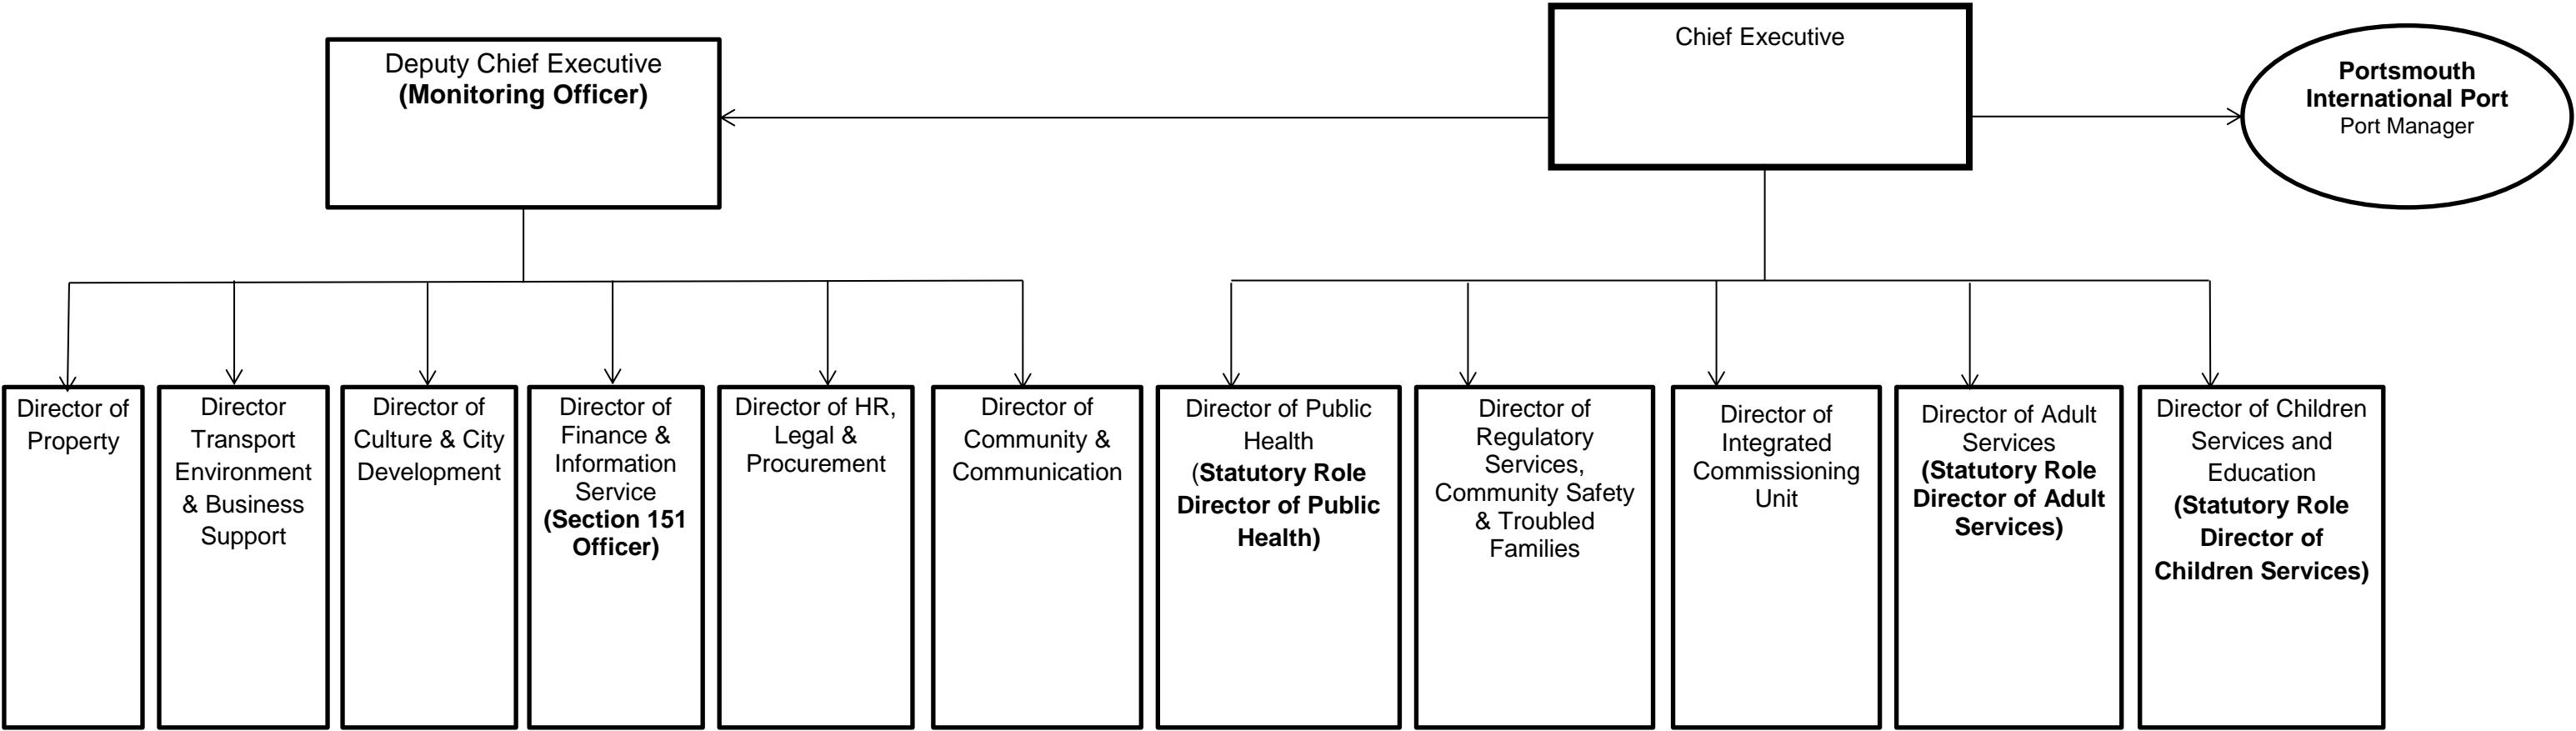 Deputy Chief Executive
(Monitoring Officer)
Chief Executive
Portsmouth
International Port
Port Manager
Director of
Property
Director
Transport
Environment
& Business
Support
Director of
Culture & City
Development
Director of
Finance &
Information
Service
(Section 151
Officer)
Director of HR,
Legal &
Procurement
Director of
Community &
Communication
Director of Public
Health
(Statutory Role
Director of Public
Health)
Director of
Regulatory
Services,
Community Safety
& Troubled
Families
Director of
Integrated
Commissioning
Unit
Director of Adult
Services
(Statutory Role
Director of Adult
Services)
Director of Children
Services and
Education
(Statutory Role
Director of
Children Services)